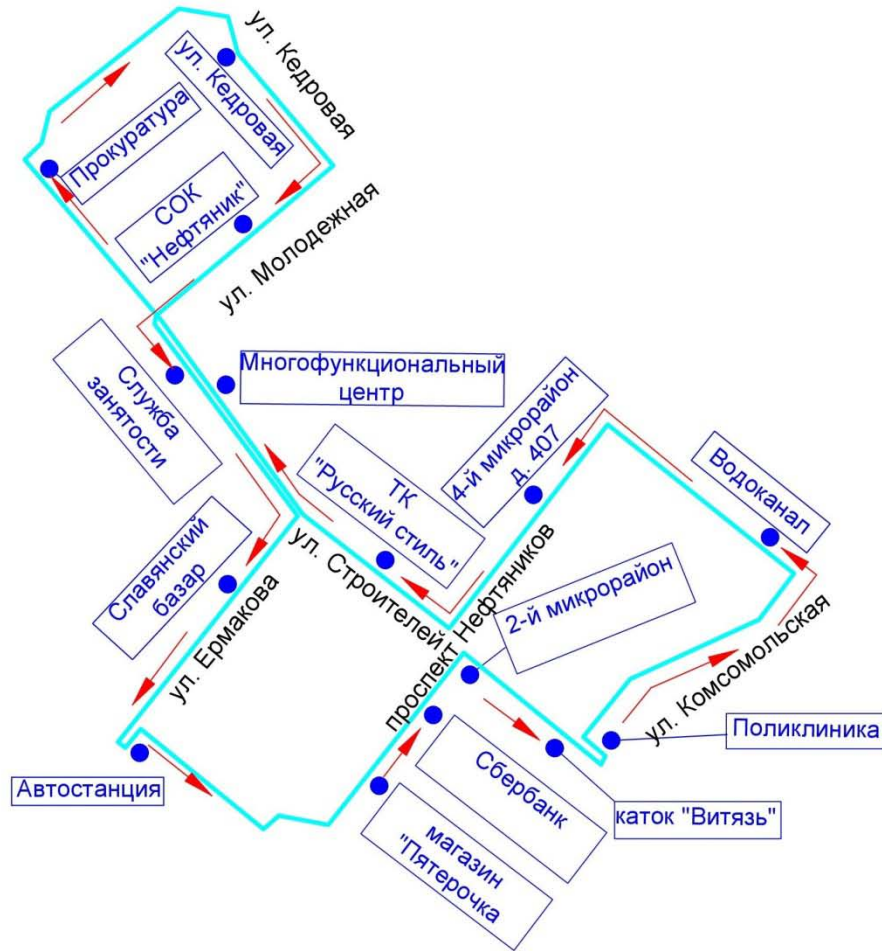 ул. Кедровая
ул. Кедровая
Прокуратура
СОК
"Нефтяник"
ул. Молодежная
Многофункциональный
центр
Служба
занятости
4-й микрорайон
д. 407
Водоканал
ТК
"Русский стиль"
Славянский
базар
ул. Строителей
проспект Нефтяников
2-й микрорайон
ул. Ермакова
ул. Комсомольская
Поликлиника
Автостанция
Сбербанк
каток "Витязь"
магазин
"Пятерочка